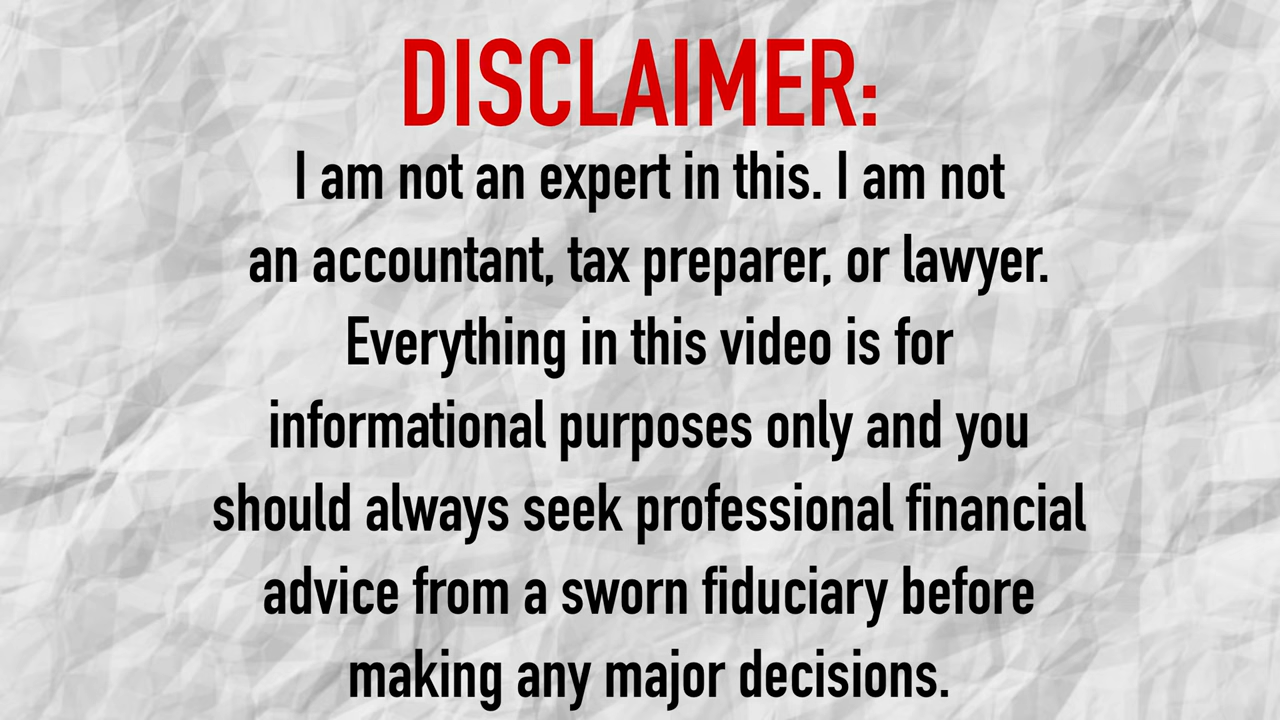 DISCLAIMER:
I am not an expert in this. I am not
an accountant, tax preparer, or lawyer.
Everything in this video is for
informational purposes only and you
should always seek professional financial
advice from a sworn fiduciary before
making any major decisions.